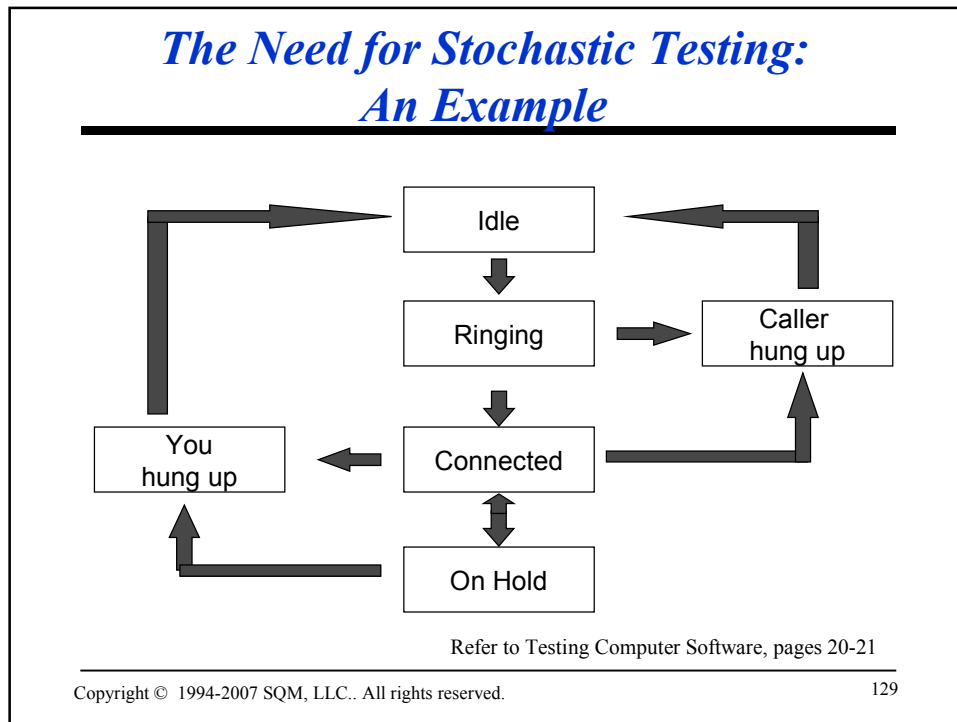 The Need for Stochastic Testing:
An Example
Idle
Ringing
Caller
hung up
You
hung up
Connected
On Hold
Refer to Testing Computer Software, pages 20-21
Copyright © 1994-2007 SQM, LLC.. All rights reserved.
129